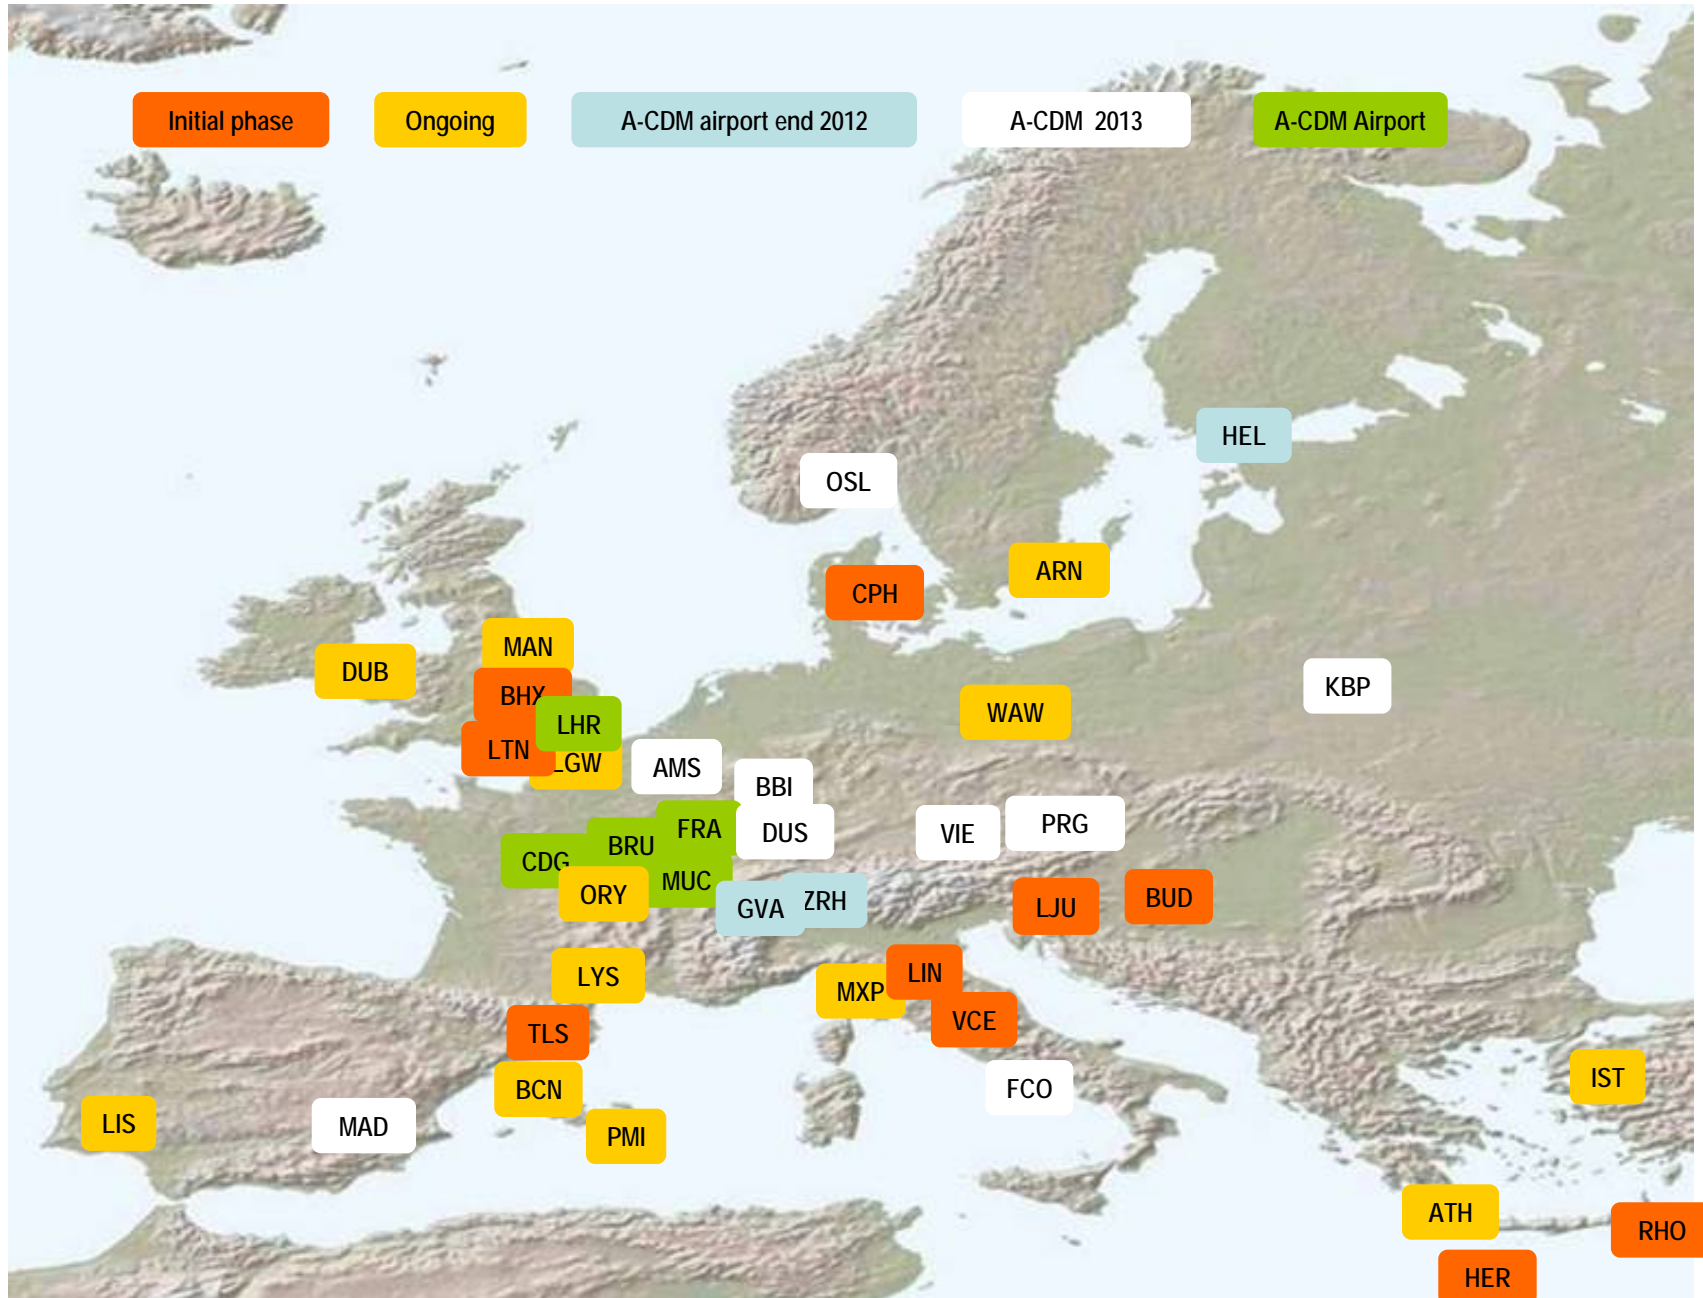 Initial phase
Ongoing
A-CDM airport end 2012
A-CDM 2013
A-CDM Airport
HEL
OSL
ARN
CPH
MAN
DUB
KBP
BHX
WAW
LHR
LTN
LGW
AMS
BBI
PRG
FRA
DUS
VIE
BRU
CDG
MUC
ORY
BUD
ZRH
GVA
LJU
LIN
LYS
MXP
VCE
TLS
IST
BCN
FCO
LIS
MAD
PMI
ATH
RHO
HER